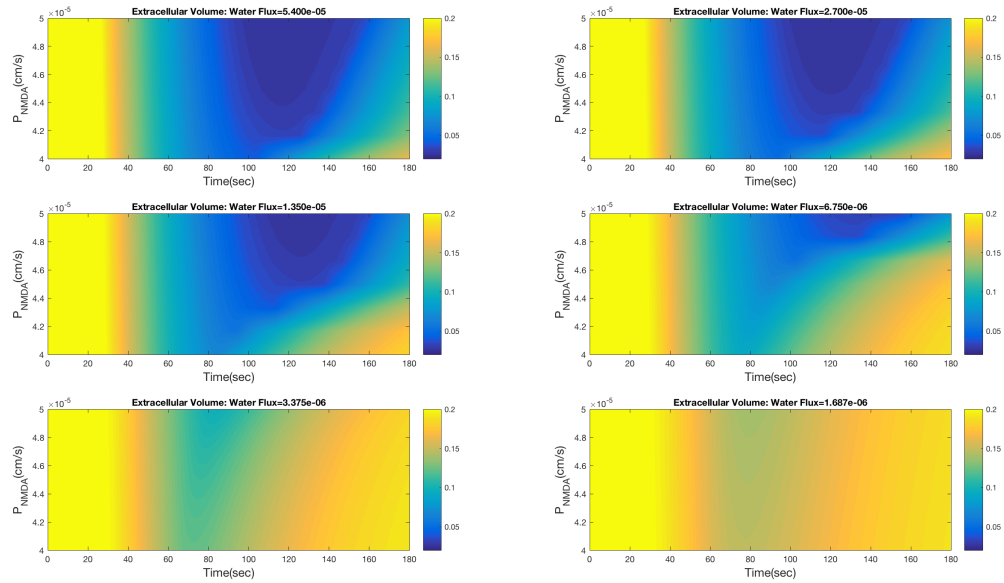 Extracellular Volume: Water Flux=5.400e-05
×10⁻⁵
5
4.8
4.6
4.4
4.2
4
P_NMDA(cm/s)
0 20 40 60 80 100 120 140 160 180
Time(sec)
0.2
0.15
0.1
0.05
Extracellular Volume: Water Flux=2.700e-05
×10⁻⁵
5
4.8
4.6
4.4
4.2
4
P_NMDA(cm/s)
0 20 40 60 80 100 120 140 160 180
Time(sec)
0.2
0.15
0.1
0.05
Extracellular Volume: Water Flux=1.350e-05
×10⁻⁵
5
4.8
4.6
4.4
4.2
4
P_NMDA(cm/s)
0 20 40 60 80 100 120 140 160 180
Time(sec)
0.2
0.15
0.1
0.05
Extracellular Volume: Water Flux=6.750e-06
×10⁻⁵
5
4.8
4.6
4.4
4.2
4
P_NMDA(cm/s)
0 20 40 60 80 100 120 140 160 180
Time(sec)
0.2
0.15
0.1
0.05
Extracellular Volume: Water Flux=3.375e-06
×10⁻⁵
5
4.8
4.6
4.4
4.2
4
P_NMDA(cm/s)
0 20 40 60 80 100 120 140 160 180
Time(sec)
0.2
0.15
0.1
0.05
Extracellular Volume: Water Flux=1.687e-06
×10⁻⁵
5
4.8
4.6
4.4
4.2
4
P_NMDA(cm/s)
0 20 40 60 80 100 120 140 160 180
Time(sec)
0.2
0.15
0.1
0.05